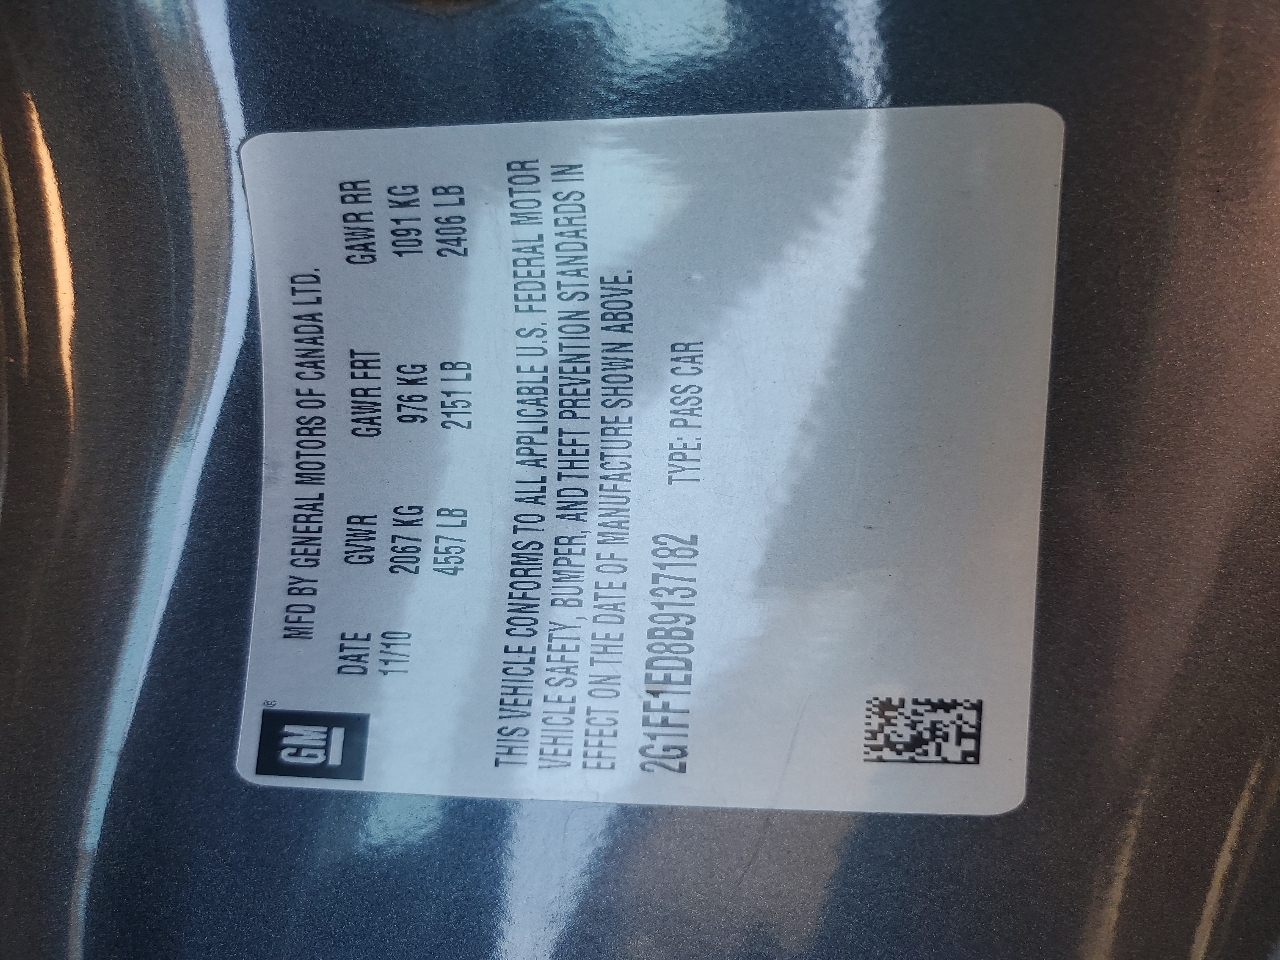 GM®
MFD BY GENERAL MOTORS OF CANADA LTD.
DATE GVWR GAWR FRT GAWR RR
11/10 2067 KG 976 KG 1091 KG
4557 LB 2151 LB 2406 LB
THIS VEHICLE CONFORMS TO ALL APPLICABLE U.S. FEDERAL MOTOR
VEHICLE SAFETY, BUMPER, AND THEFT PREVENTION STANDARDS IN
EFFECT ON THE DATE OF MANUFACTURE SHOWN ABOVE.
2G1FF1ED8B9137182 TYPE: PASS CAR